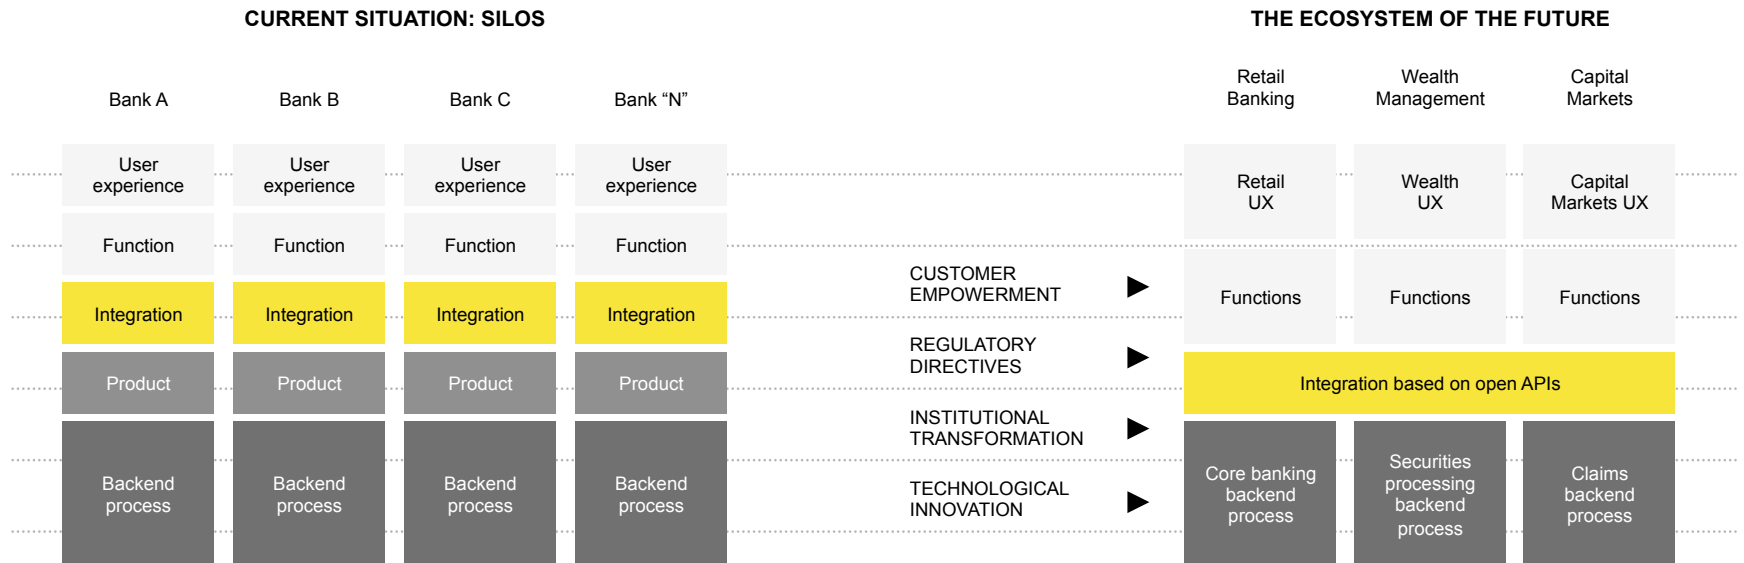 CURRENT SITUATION: SILOS
THE ECOSYSTEM OF THE FUTURE
Bank A
Bank B
Bank C
Bank “N”
Retail
Banking
Wealth
Management
Capital
Markets
User
experience
User
experience
User
experience
User
experience
Retail
UX
Wealth
UX
Capital
Markets UX
Function
Function
Function
Function
CUSTOMER
EMPOWERMENT
Functions
Functions
Functions
Integration
Integration
Integration
Integration
REGULATORY
DIRECTIVES
Integration based on open APIs
Product
Product
Product
Product
INSTITUTIONAL
TRANSFORMATION
Backend
process
Backend
process
Backend
process
Backend
process
TECHNOLOGICAL
INNOVATION
Core banking
backend
process
Securities
processing
backend
process
Claims
backend
process